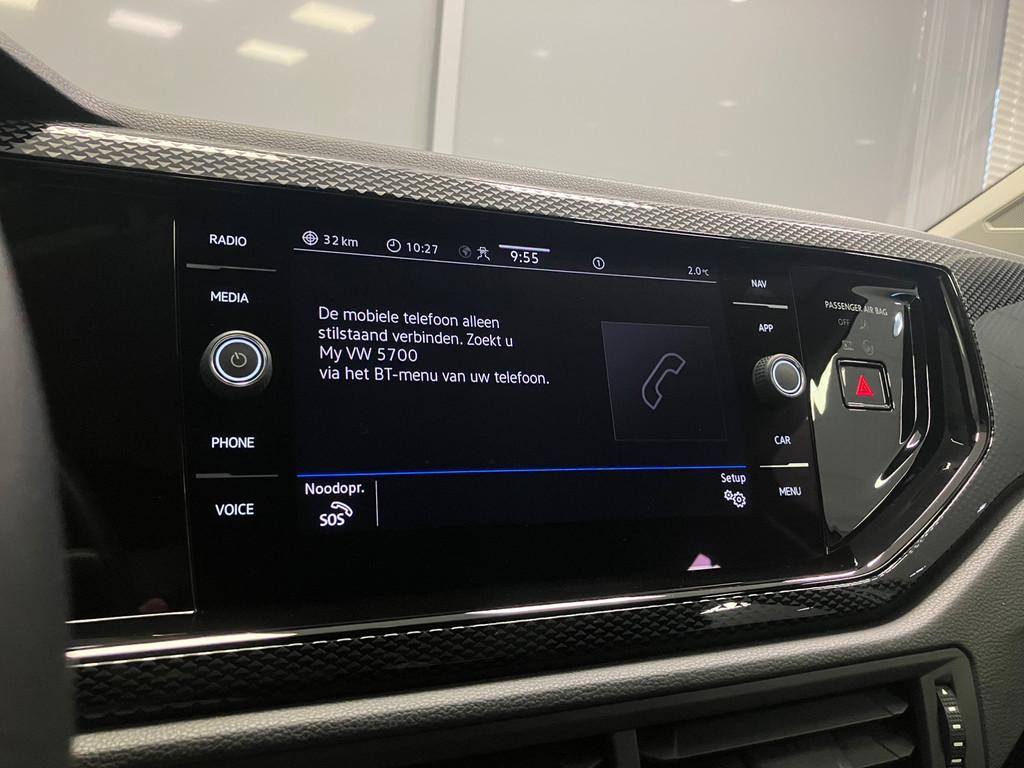 RADIO
MEDIA
PHONE
VOICE
32 km
10:27
9:55
1
2.0°C
De mobiele telefoon alleen
stilstaand verbinden. Zoekt u
My VW 5700
via het BT-menu van uw telefoon.
Noodopr.
SOS
Setup
NAV
APP
CAR
MENU
PASSENGER AIR BAG
OFF